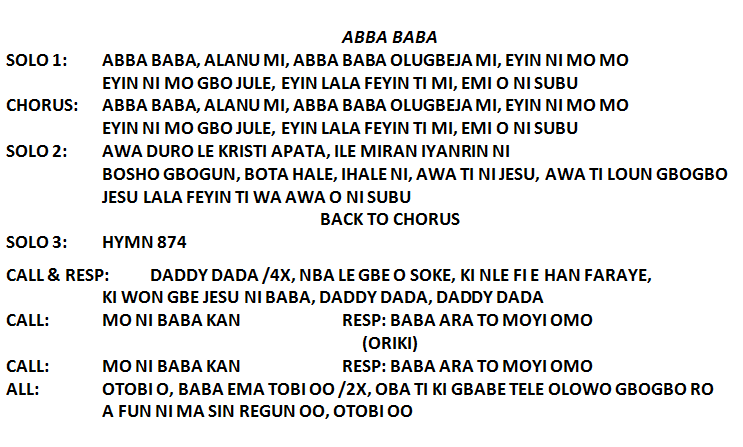 ABBA BABA
SOLO 1: ABBA BABA, ALANU MI, ABBA BABA OLUGBEJA MI, EYIN NI MO MO
EYIN NI MO GBO JULE, EYIN LALA FEYIN TI MI, EMI O NI SUBU
CHORUS: ABBA BABA, ALANU MI, ABBA BABA OLUGBEJA MI, EYIN NI MO MO
EYIN NI MO GBO JULE, EYIN LALA FEYIN TI MI, EMI O NI SUBU
SOLO 2: AWA DURO LE KRISTI APATA, ILE MIRAN IYANRIN NI
BOSHO GBOGUN, BOTA HALE, IHALE NI, AWA TI NI JESU, AWA TI LOUN GBOGBO
JESU LALA FEYIN TI WA AWA O NI SUBU
BACK TO CHORUS
SOLO 3: HYMN 874
CALL & RESP: DADDY DADA /4X, NBA LE GBE O SOKE, KI NLE FI E HAN FARAYE,
KI WON GBE JESU NI BABA, DADDY DADA, DADDY DADA
CALL: MO NI BABA KAN RESP: BABA ARA TO MOYI OMO
(ORIKI)
CALL: MO NI BABA KAN RESP: BABA ARA TO MOYI OMO
ALL: OTOBI O, BABA EMA TOBI OO /2X, OBA TI KI GBABE TELE OLOWO GBOGBO RO
A FUN NI MA SIN REGUN OO, OTOBI OO